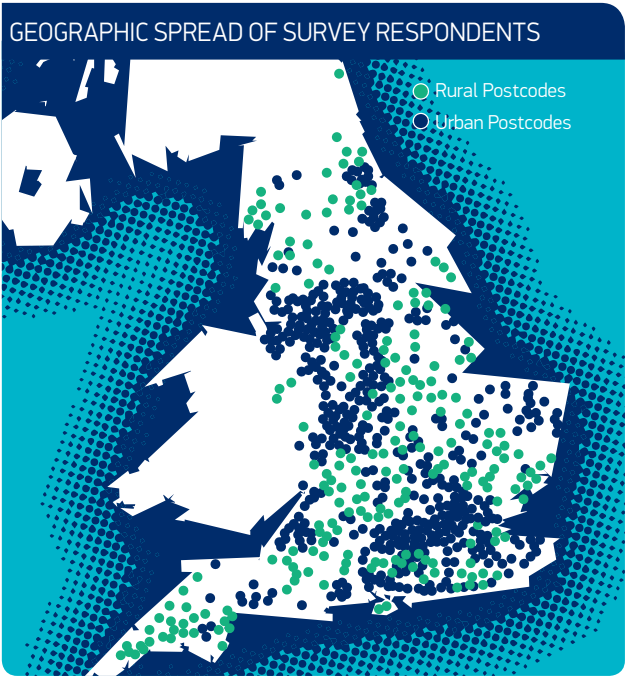 GEOGRAPHIC SPREAD OF SURVEY RESPONDENTS
Rural Postcodes
Urban Postcodes